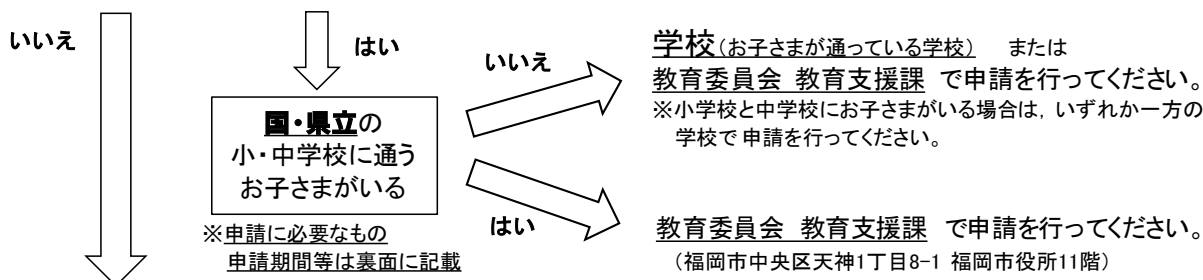 いいえ
はい
国・県立の
小・中学校に通う
お子さまがいる
※申請に必要なもの
申請期間等は裏面に記載
いいえ
学校(お子さまが通っている学校) または
教育委員会 教育支援課 で申請を行ってください。
※小学校と中学校にお子さまがいる場合は，いずれか一方の
学校で 申請を行ってください。
はい
教育委員会 教育支援課 で申請を行ってください。
(福岡市中央区天神1丁目8-1 福岡市役所11階)